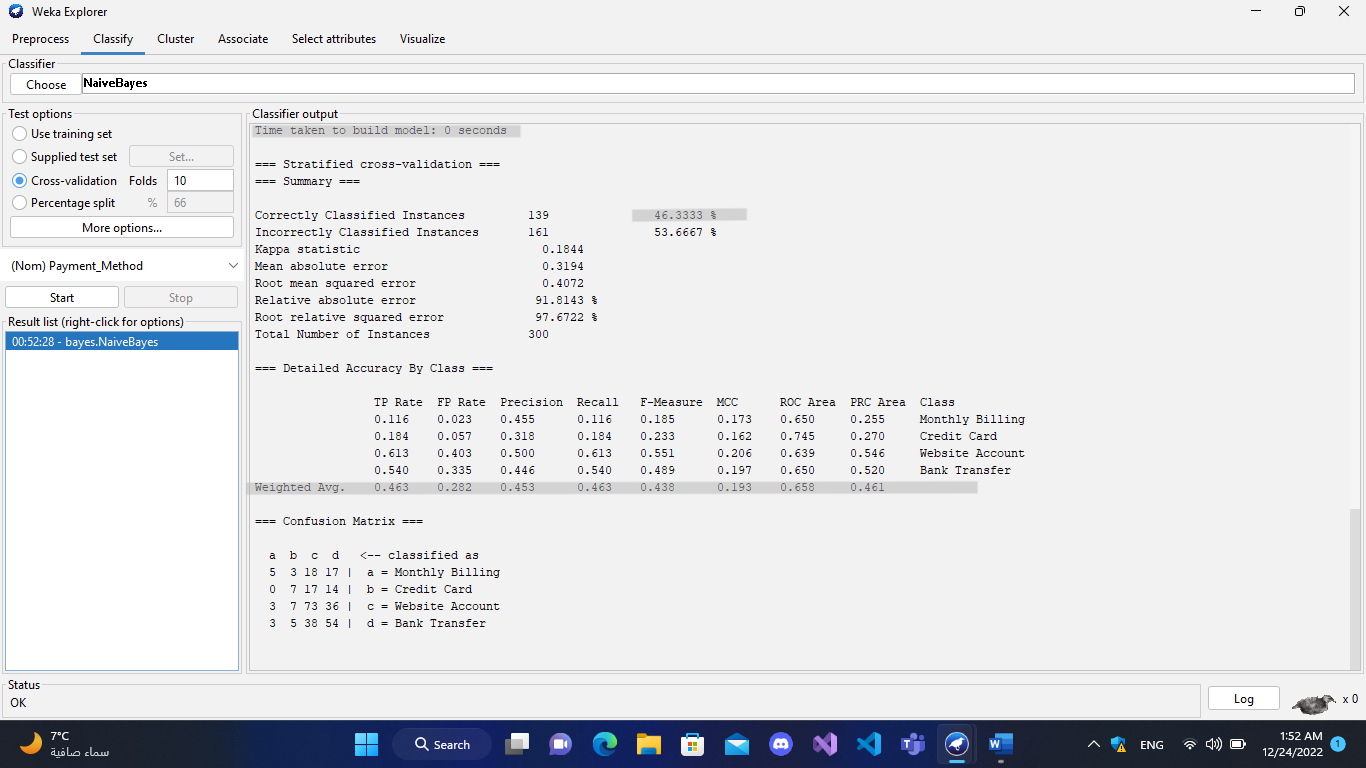 Weka Explorer
Preprocess Classify Cluster Associate Select attributes Visualize
Classifier
Choose NaiveBayes
Test options
Use training set
Supplied test set Set...
Cross-validation Folds 10
Percentage split % 66
More options...
(Nom) Payment_Method
Start Stop
Result list (right-click for options)
00:52:28 - bayes.NaiveBayes
Classifier output
Time taken to build model: 0 seconds
=== Stratified cross-validation ===
=== Summary ===
Correctly Classified Instances 139 46.3333 %
Incorrectly Classified Instances 161 53.6667 %
Kappa statistic 0.1844
Mean absolute error 0.3194
Root mean squared error 0.4072
Relative absolute error 91.8143 %
Root relative squared error 97.6722 %
Total Number of Instances 300
=== Detailed Accuracy By Class ===
TP Rate FP Rate Precision Recall F-Measure MCC ROC Area PRC Area Class
0.116 0.023 0.455 0.116 0.185 0.173 0.650 0.255 Monthly Billing
0.184 0.057 0.318 0.184 0.233 0.162 0.745 0.270 Credit Card
0.613 0.403 0.500 0.613 0.551 0.206 0.639 0.546 Website Account
0.540 0.335 0.446 0.540 0.489 0.197 0.650 0.520 Bank Transfer
Weighted Avg. 0.463 0.282 0.453 0.463 0.438 0.193 0.658 0.461
=== Confusion Matrix ===
a b c d <-- classified as
5 3 18 17 | a = Monthly Billing
0 7 17 14 | b = Credit Card
3 7 73 36 | c = Website Account
3 5 38 54 | d = Bank Transfer
Status
OK
Log x 0
7°C
سماء صافية
Search
ENG
1:52 AM
12/24/2022
1